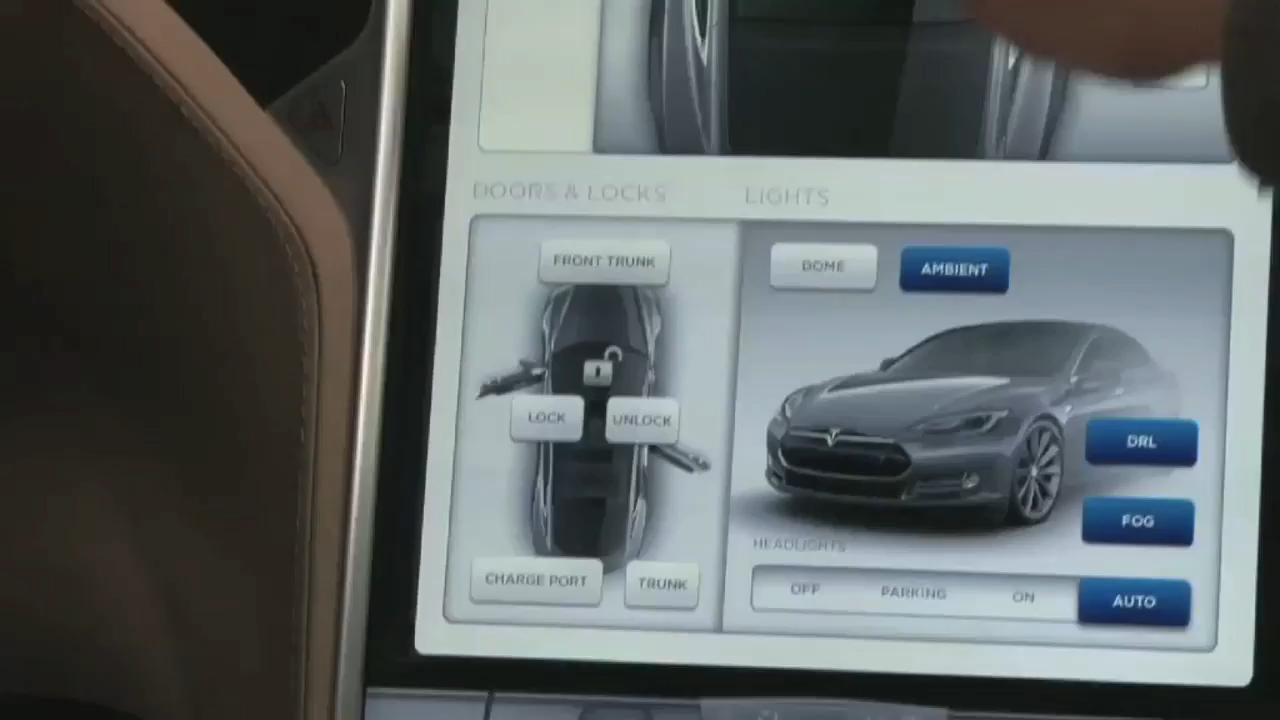 DOORS & LOCKS
LIGHTS
FRONT TRUNK
DOME
AMBIENT
LOCK
UNLOCK
DRL
FOG
HEADLIGHTS
CHARGE PORT
TRUNK
OFF
PARKING
ON
AUTO